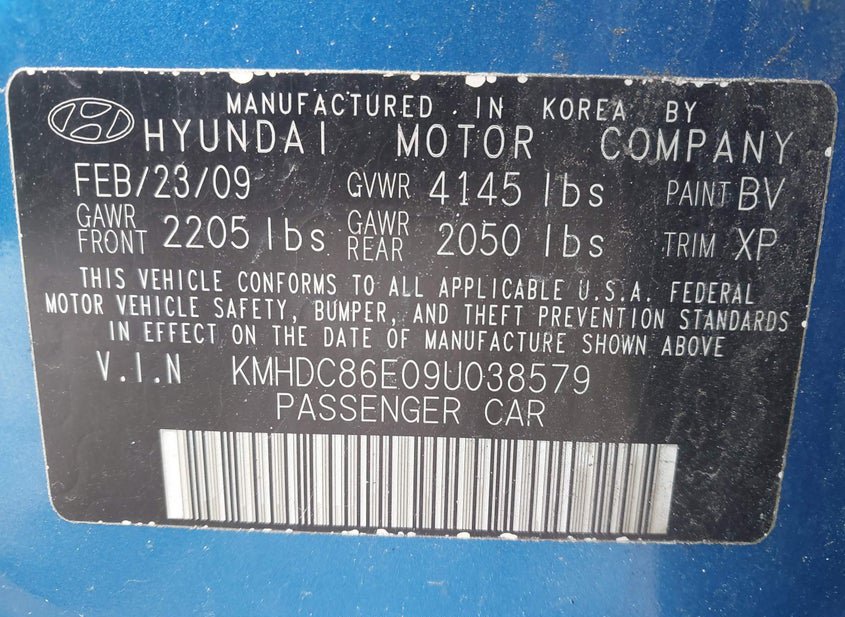 MANUFACTURED IN KOREA BY
HYUNDAI MOTOR COMPANY
FEB/23/09 GVWR 4145 lbs PAINT BV
GAWR FRONT 2205 lbs GAWR REAR 2050 lbs TRIM XP
THIS VEHICLE CONFORMS TO ALL APPLICABLE U.S.A. FEDERAL
MOTOR VEHICLE SAFETY, BUMPER, AND THEFT PREVENTION STANDARDS
IN EFFECT ON THE DATE OF MANUFACTURE SHOWN ABOVE
V.I.N KMHDC86E09U038579
PASSENGER CAR